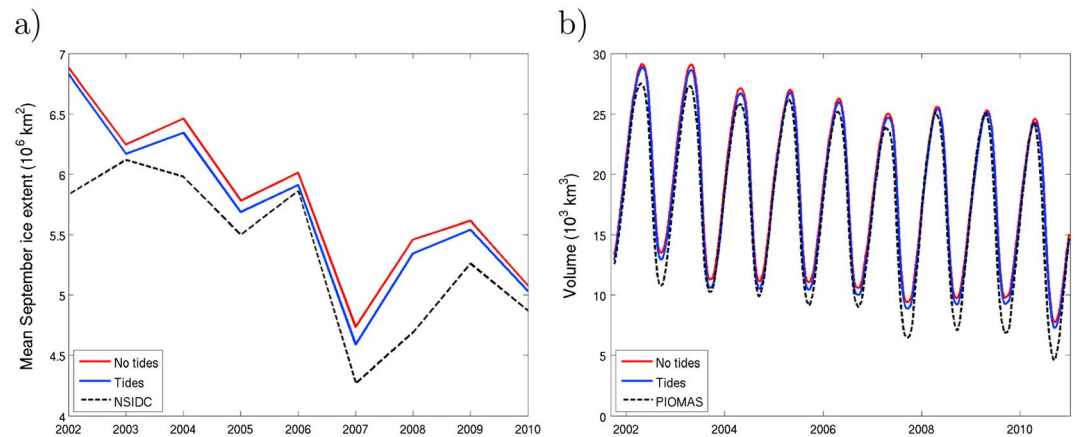 a)
Mean September ice extent (10⁶ km²)
7
6.5
6
5.5
5
4.5
4
No tides
Tides
NSIDC
2002 2003 2004 2005 2006 2007 2008 2009 2010
b)
Volume (10³ km³)
30
25
20
15
10
5
0
No tides
Tides
PIOMAS
2002 2004 2006 2008 2010